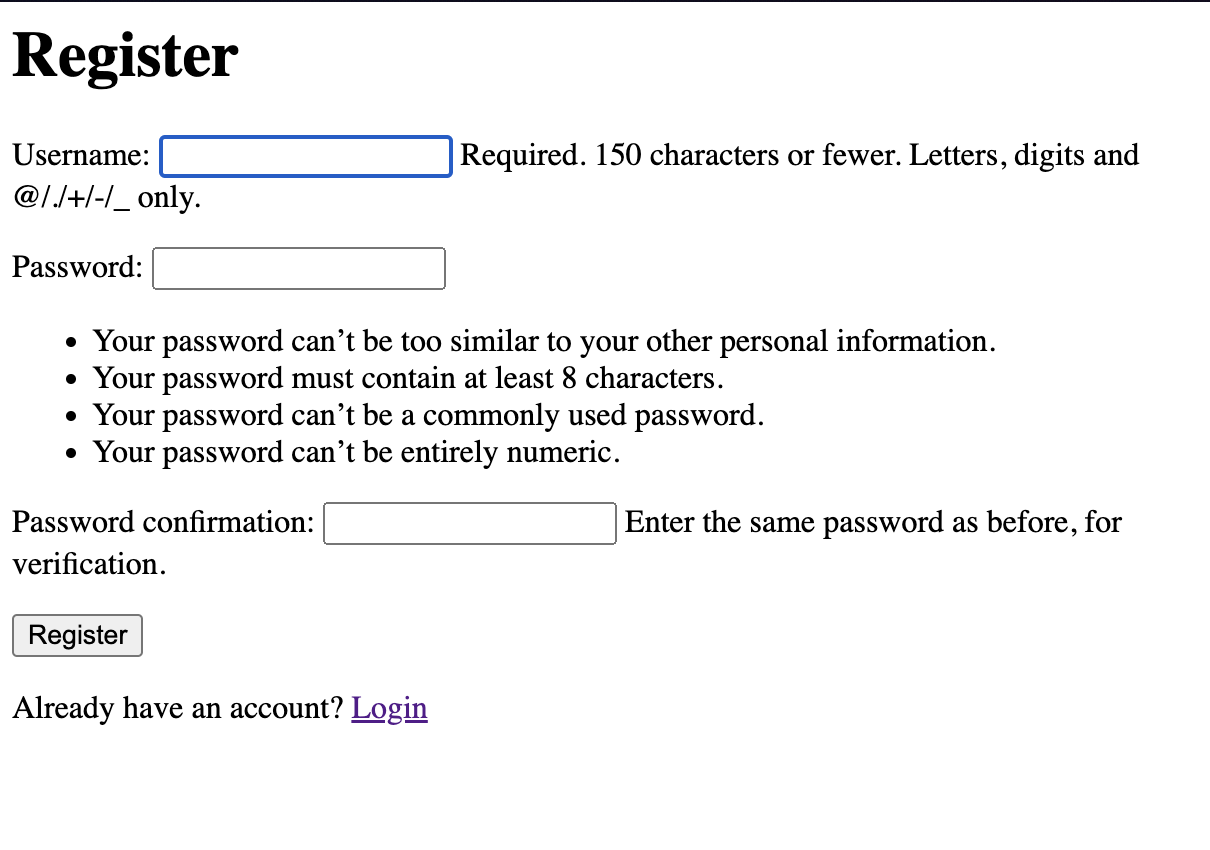 Register
Username: Required. 150 characters or fewer. Letters, digits and
@/./+/-/_ only.
Password:
• Your password can’t be too similar to your other personal information.
• Your password must contain at least 8 characters.
• Your password can’t be a commonly used password.
• Your password can’t be entirely numeric.
Password confirmation: Enter the same password as before, for
verification.
Register
Already have an account? Login